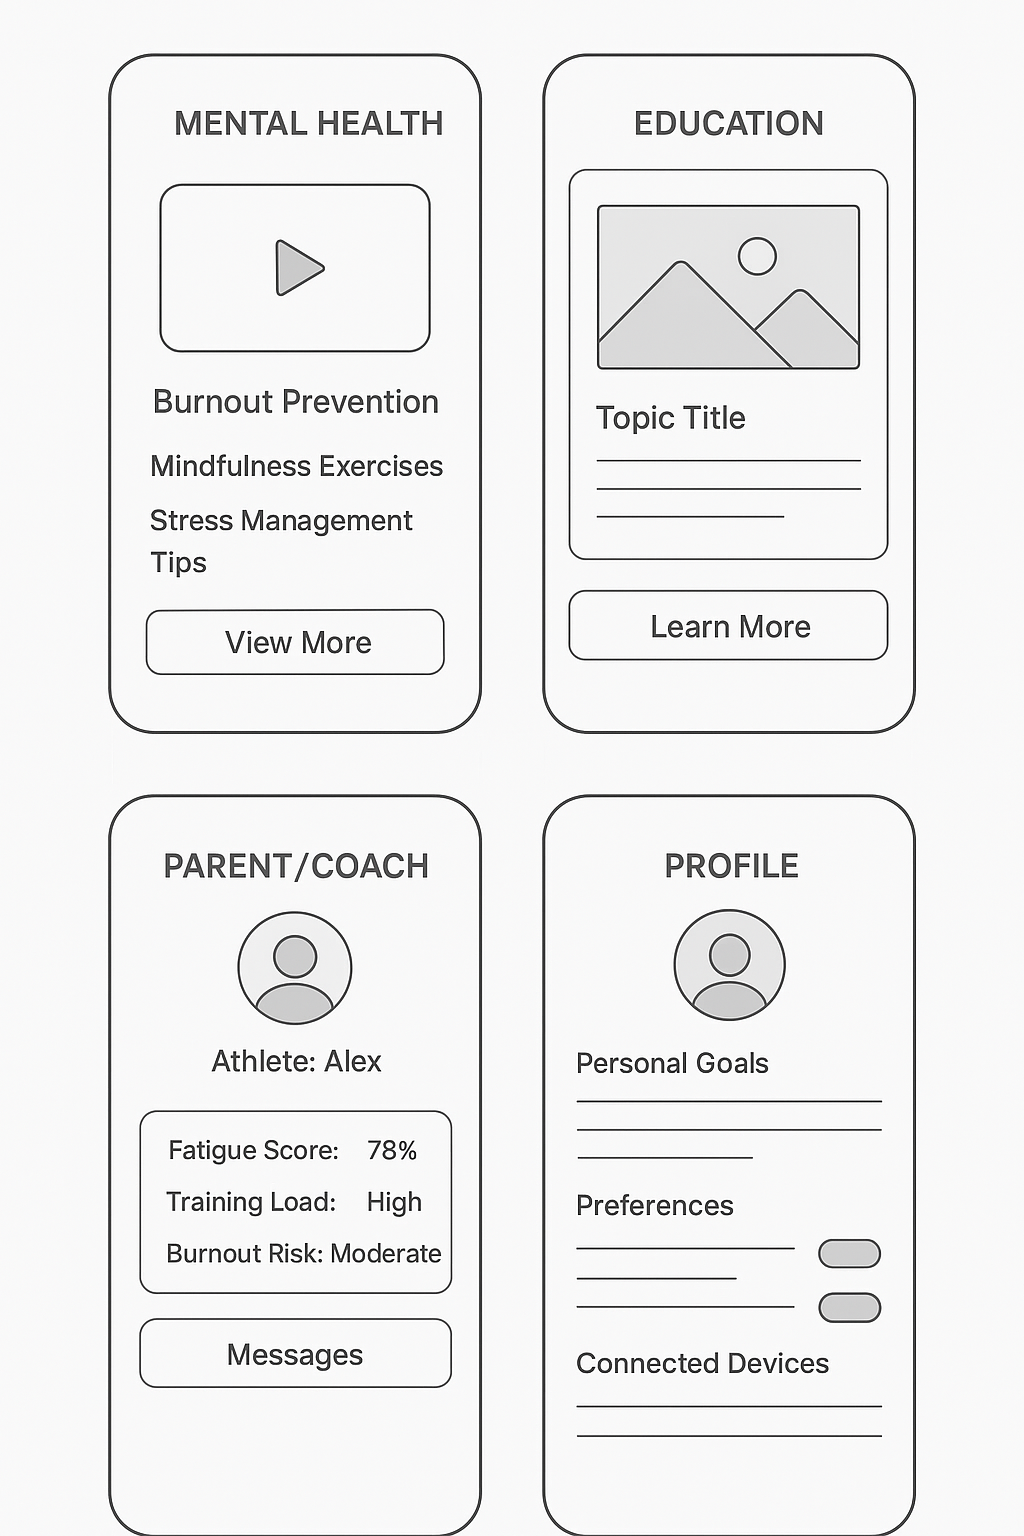 MENTAL HEALTH
Burnout Prevention
Mindfulness Exercises
Stress Management
Tips
View More
EDUCATION
Topic Title
Learn More
PARENT/COACH
Athlete: Alex
Fatigue Score: 78%
Training Load: High
Burnout Risk: Moderate
Messages
PROFILE
Personal Goals
Preferences
Connected Devices